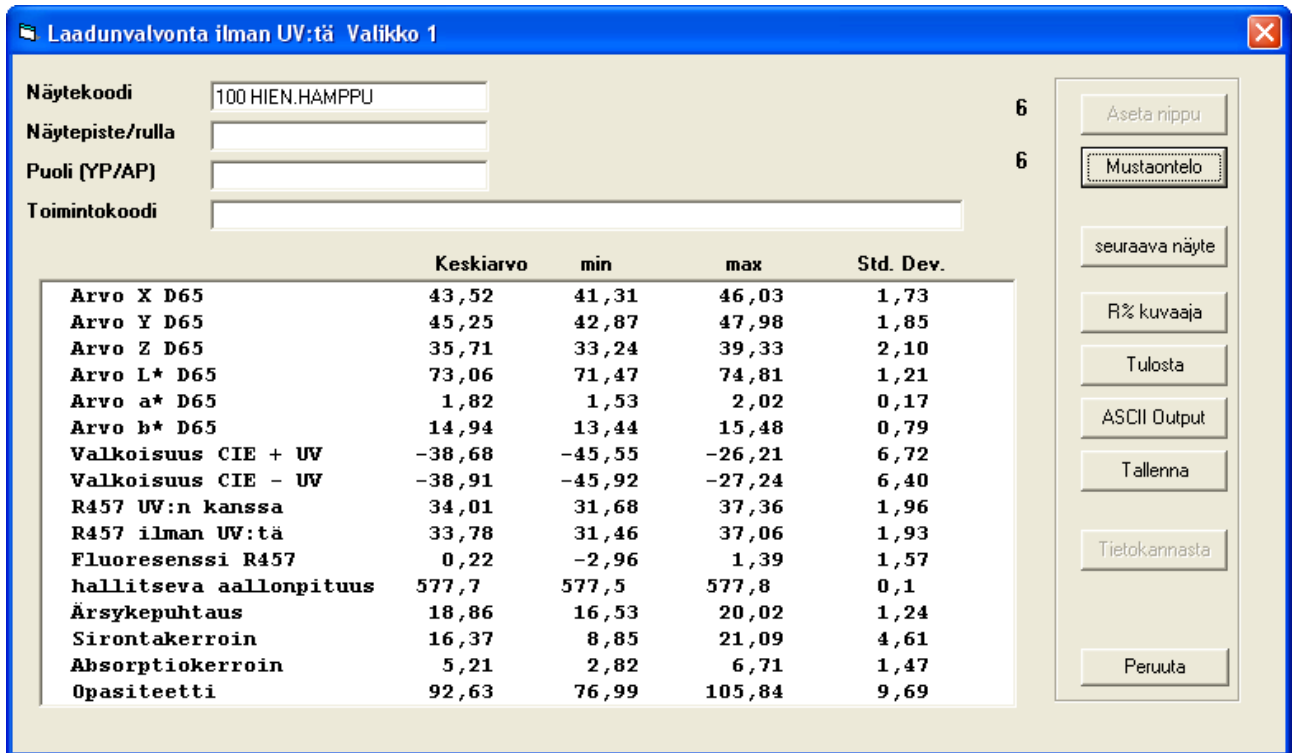 Laadunvalvonta ilman UV:tä Valikko 1
Näytekoodi 100 HIEN.HAMPPU 6 Aseta nippu
Näytepiste/rulla
Puoli (YP/AP) 6 Mustaontelo
Toimintokoodi
seuraava näyte
Keskiarvo min max Std. Dev.
Arvo X D65 43,52 41,31 46,03 1,73
Arvo Y D65 45,25 42,87 47,98 1,85
Arvo Z D65 35,71 33,24 39,33 2,10
Arvo L* D65 73,06 71,47 74,81 1,21
Arvo a* D65 1,82 1,53 2,02 0,17
Arvo b* D65 14,94 13,44 15,48 0,79
Valkoisuus CIE + UV -38,68 -45,55 -26,21 6,72
Valkoisuus CIE - UV -38,91 -45,92 -27,24 6,40
R457 UV:n kanssa 34,01 31,68 37,36 1,96
R457 ilman UV:tä 33,78 31,46 37,06 1,93
Fluoresenssi R457 0,22 -2,96 1,39 1,57
hallitseva aallonpituus 577,7 577,5 577,8 0,1
Ärsykepuhtaus 18,86 16,53 20,02 1,24
Sirontakerroin 16,37 8,85 21,09 4,61
Absorptiokerroin 5,21 2,82 6,71 1,47
Opasiteetti 92,63 76,99 105,84 9,69
R% kuvaaja
Tulosta
ASCII Output
Tallenna
Tietokannasta
Peruuta